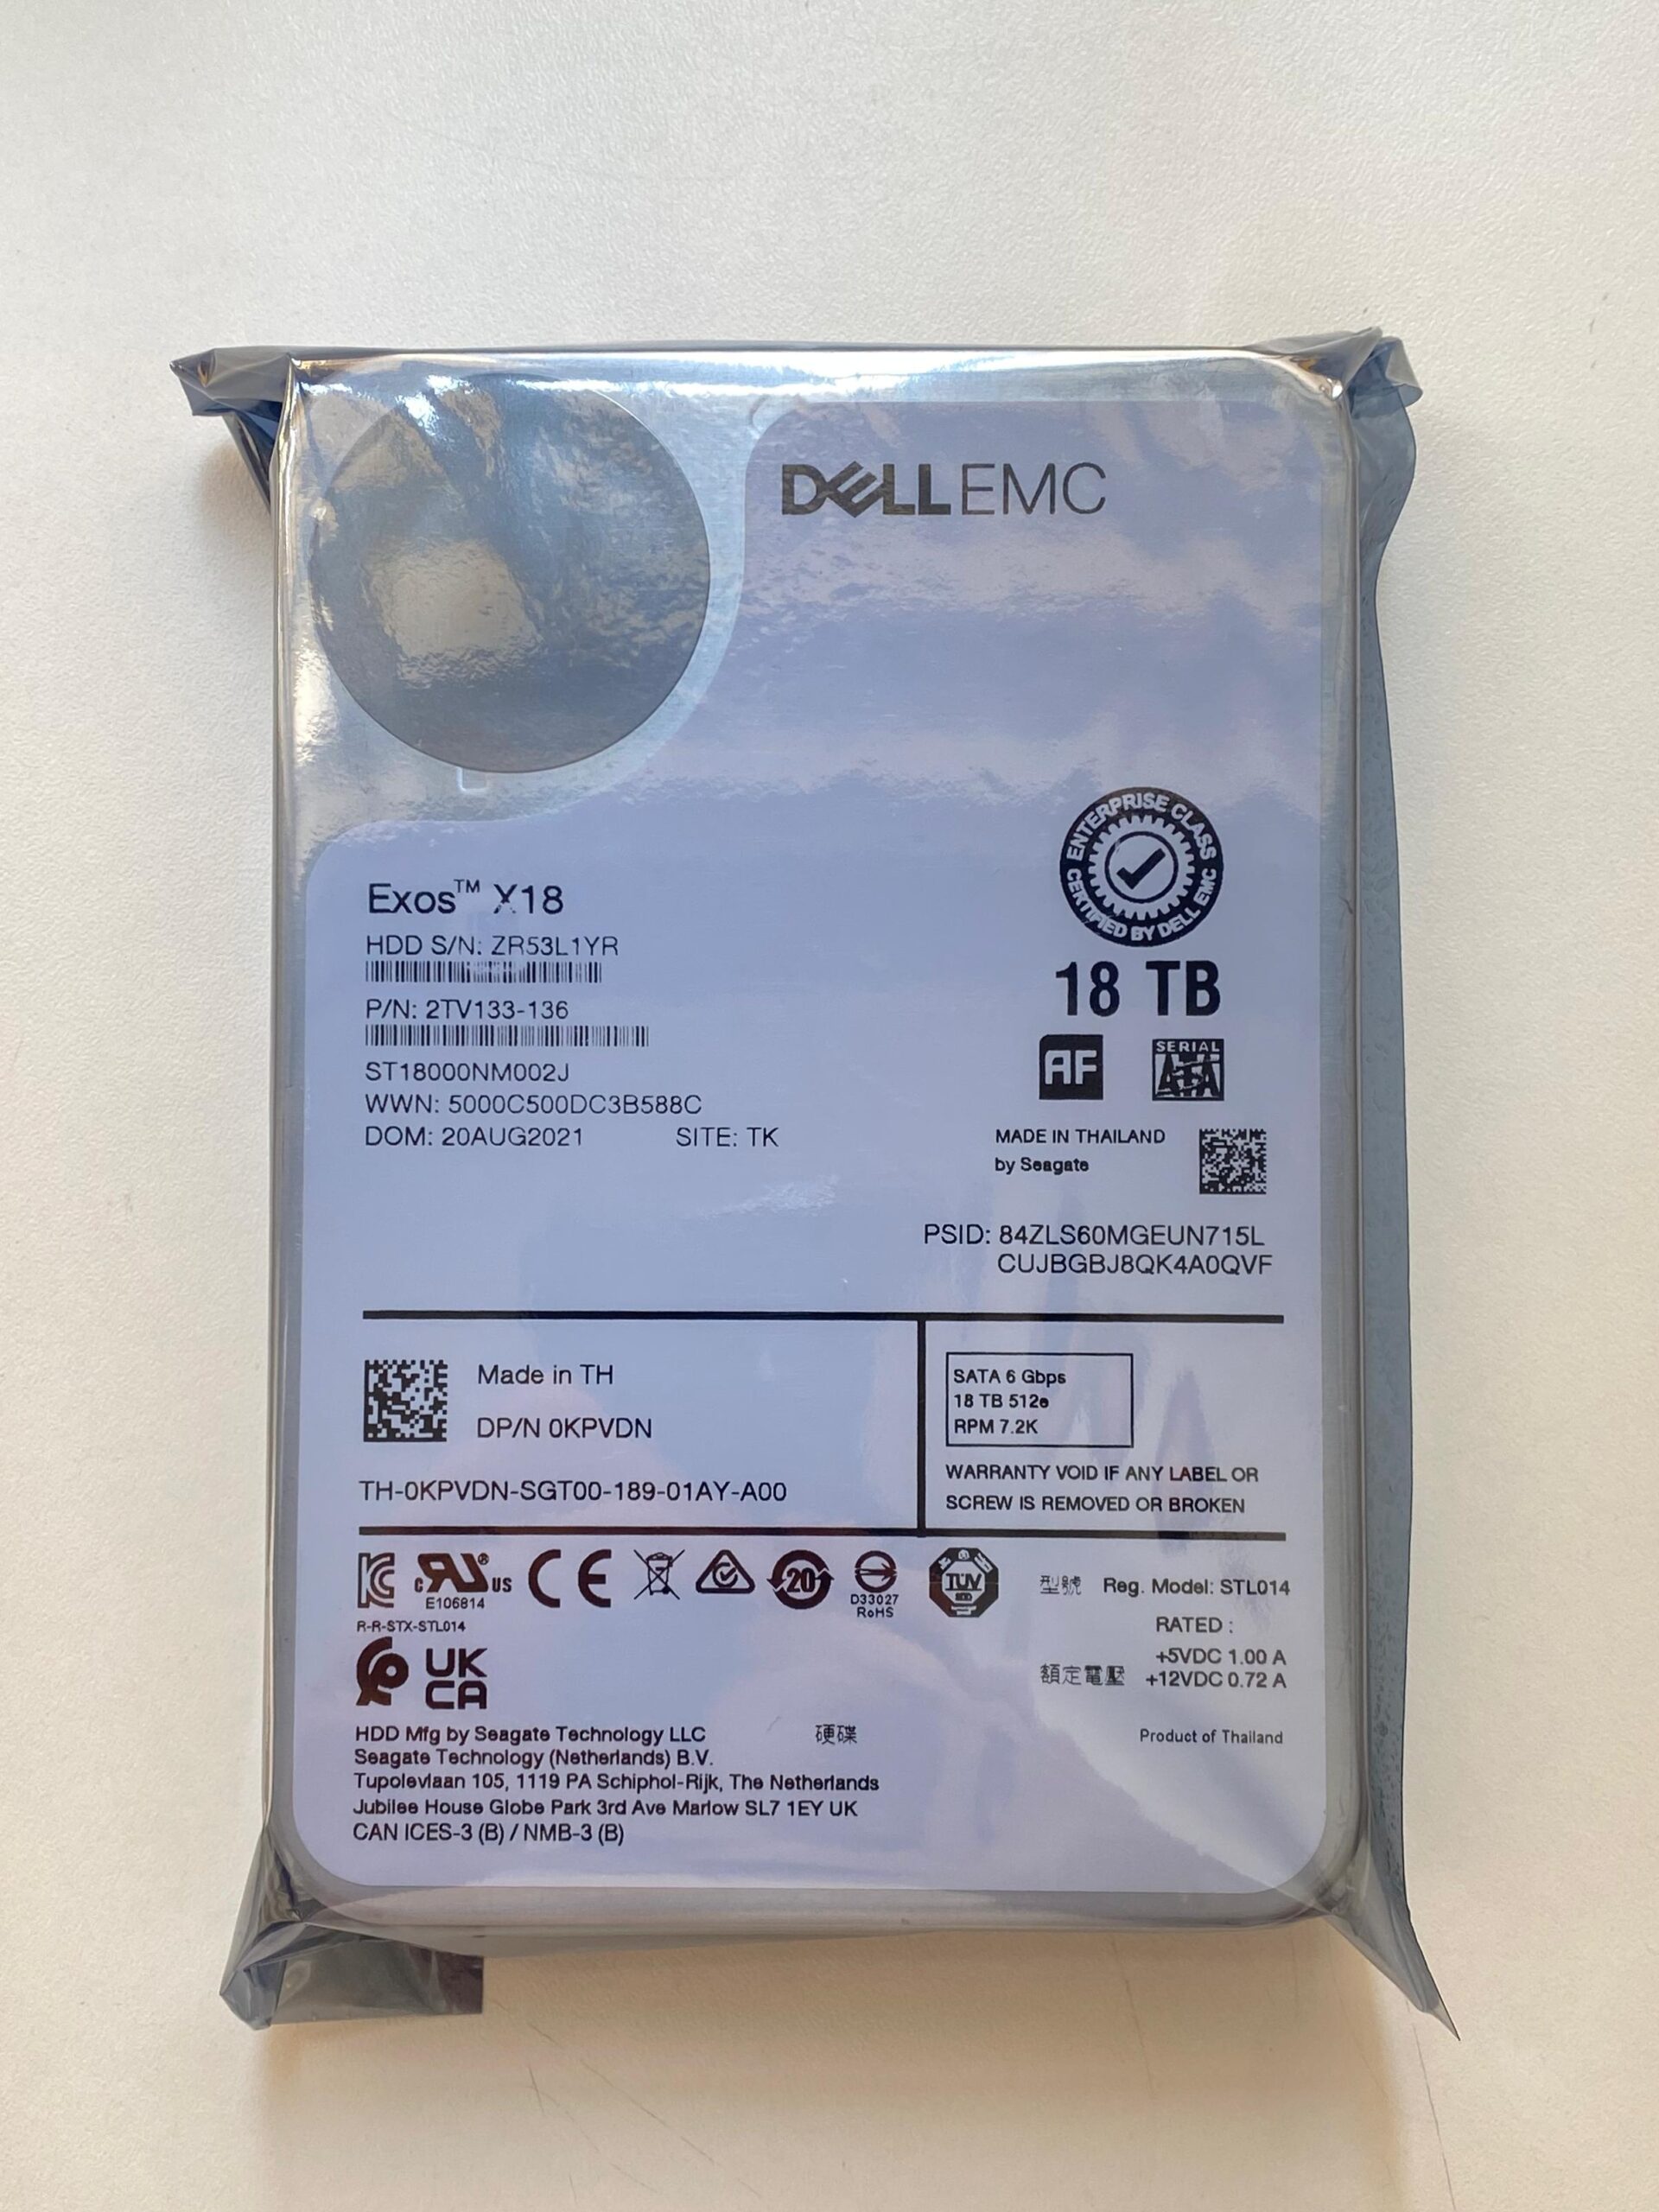 DELLEMC
ENTERPRISE CLASS
CERTIFIED BY DELL EMC
Exos™ X18
HDD S/N: ZR53L1YR
P/N: 2TV133-136
ST18000NM002J
WWN: 5000C500DC3B588C
DOM: 20AUG2021 SITE: TK
18 TB
AF
SERIAL
ATA
MADE IN THAILAND
by Seagate
PSID: 84ZLS60MGEUN715L
CUJBGBJ8QK4A0QVF
Made in TH
DP/N 0KPVDN
TH-0KPVDN-SGT00-189-01AY-A00
SATA 6 Gbps
18 TB 512e
RPM 7.2K
WARRANTY VOID IF ANY LABEL OR
SCREW IS REMOVED OR BROKEN
c RU ® US
E106814
CE
20
D33027
RoHS
TÜV
R-R-STX-STL014
UK
CA
型號 Reg. Model: STL014
RATED :
+5VDC 1.00 A
額定電壓 +12VDC 0.72 A
HDD Mfg by Seagate Technology LLC 硬碟
Product of Thailand
Seagate Technology (Netherlands) B.V.
Tupolevlaan 105, 1119 PA Schiphol-Rijk, The Netherlands
Jubilee House Globe Park 3rd Ave Marlow SL7 1EY UK
CAN ICES-3 (B) / NMB-3 (B)